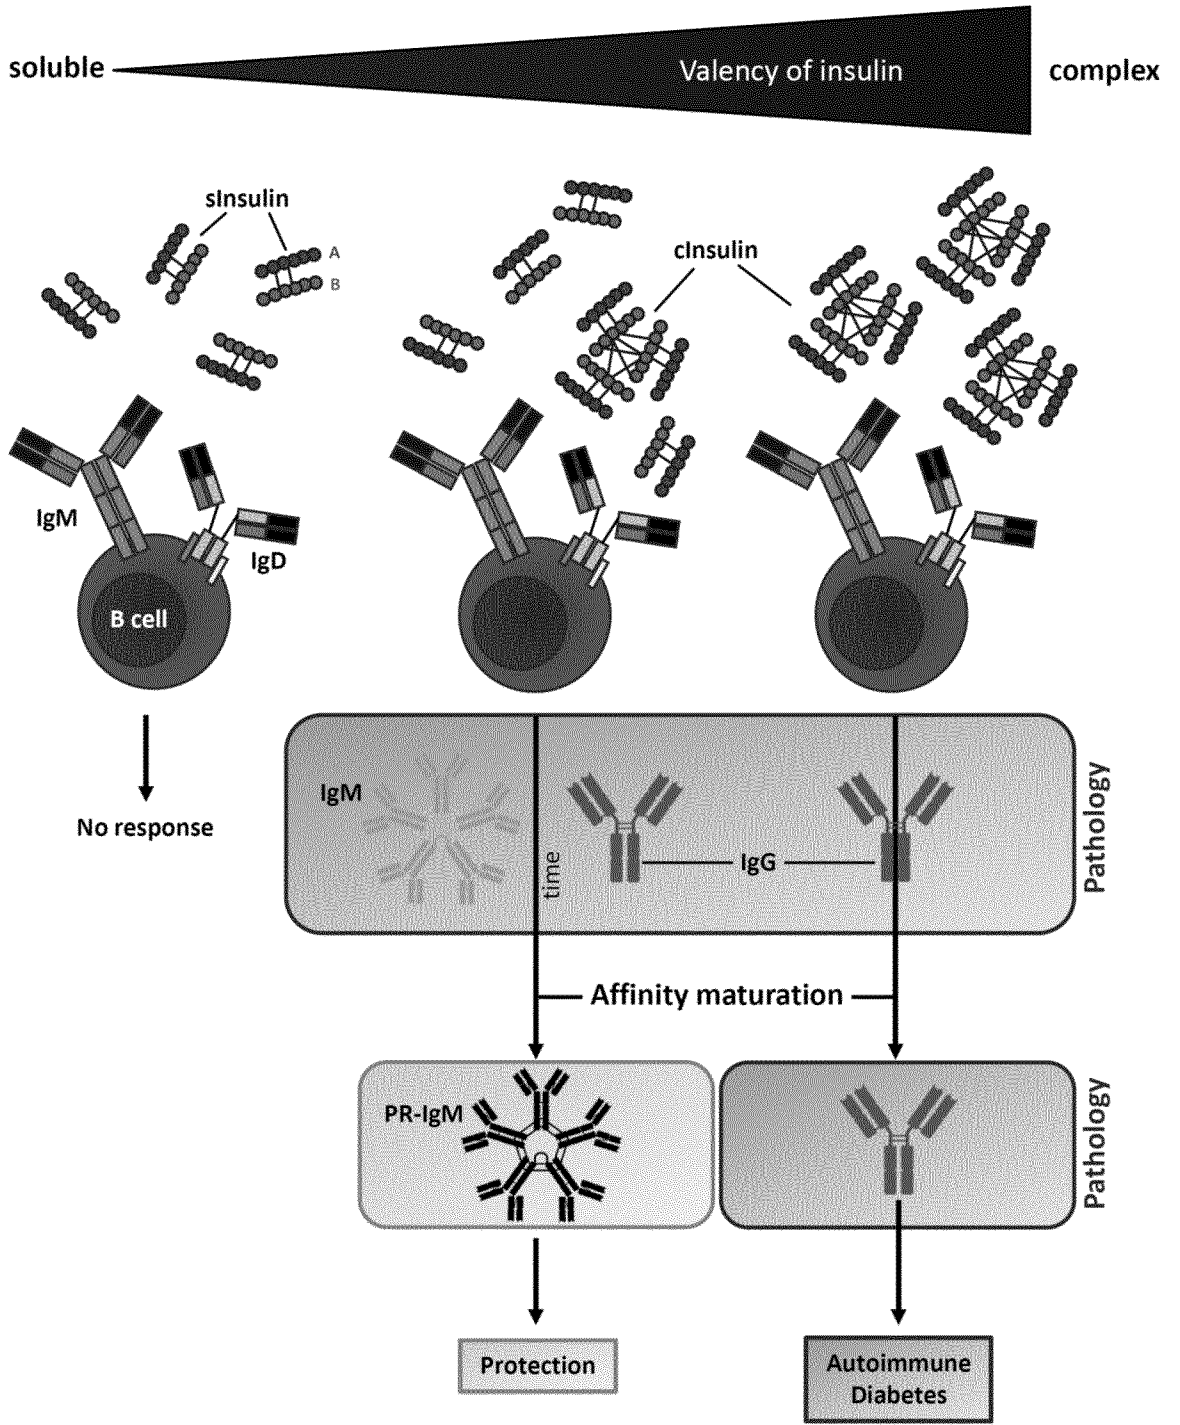 soluble
Valency of insulin
complex
sInsulin
A
B
cInsulin
IgM
IgD
B cell
No response
IgM
time
IgG
Pathology
Affinity maturation
PR-IgM
Pathology
Protection
Autoimmune
Diabetes